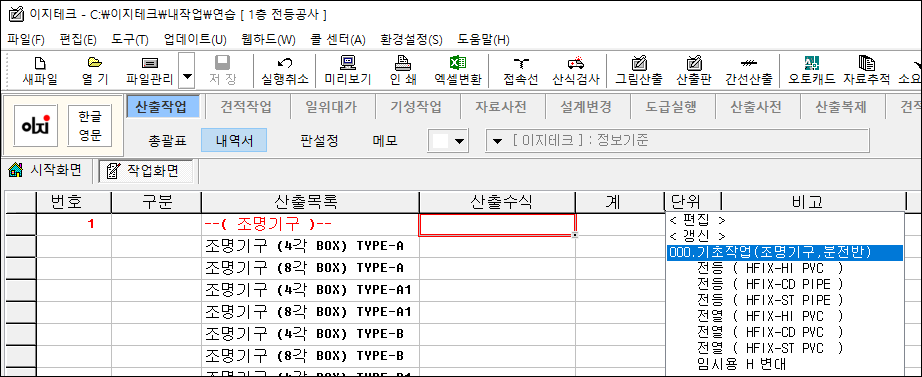 이지테크 - C:₩이지테크₩내작업₩연습 [ 1층 전등공사 ]
파일(F) 편집(E) 도구(T) 업데이트(U) 웹하드(W) 콜 센터(A) 환경설정(S) 도움말(H)
새파일 열 기 파일관리 저 장 실행취소 미리보기 인 쇄 엑셀변환 접속선 산식검사 그림산출 산출판 간선산출 오토캐드 자료추적 소요
산출작업 견적작업 일위대가 기성작업 자료사전 설계변경 도급실행 산출사전 산출복제 견적
이지 한글
영문
총괄표 내역서 판설정 메모 [ 이지테크 ] : 정보기준
시작화면 작업화면
번호 구분 산출목록 산출수식 계 단위 비고
1 --( 조명기구 )--
조명기구 (4각 BOX) TYPE-A
조명기구 (8각 BOX) TYPE-A
조명기구 (4각 BOX) TYPE-A1
조명기구 (8각 BOX) TYPE-A1
조명기구 (4각 BOX) TYPE-B
조명기구 (8각 BOX) TYPE-B
조명기구 (4각 BOX) TYPE-B1
< 편집 >
< 갱신 >
000.기초작업(조명기구,분전반)
전등 ( HFIX-HI PVC )
전등 ( HFIX-CD PIPE )
전등 ( HFIX-ST PIPE )
전열 ( HFIX-HI PVC )
전열 ( HFIX-CD PVC )
전열 ( HFIX-ST PVC )
임시용 H 변대